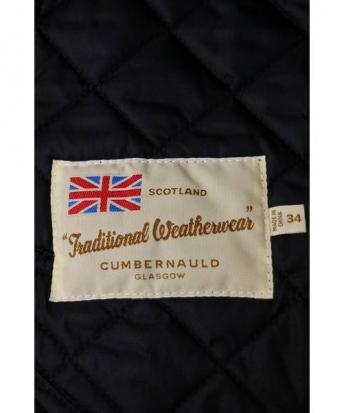 SCOTLAND
"Traditional Weatherwear"
CUMBERNAULD
GLASGOW
MADE IN
CHINA
34